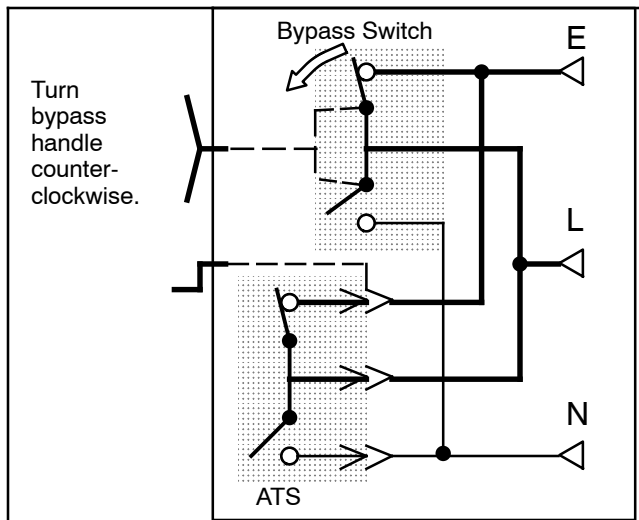 Bypass Switch
E
Turn
bypass
handle
counter-
clockwise.
L
N
ATS